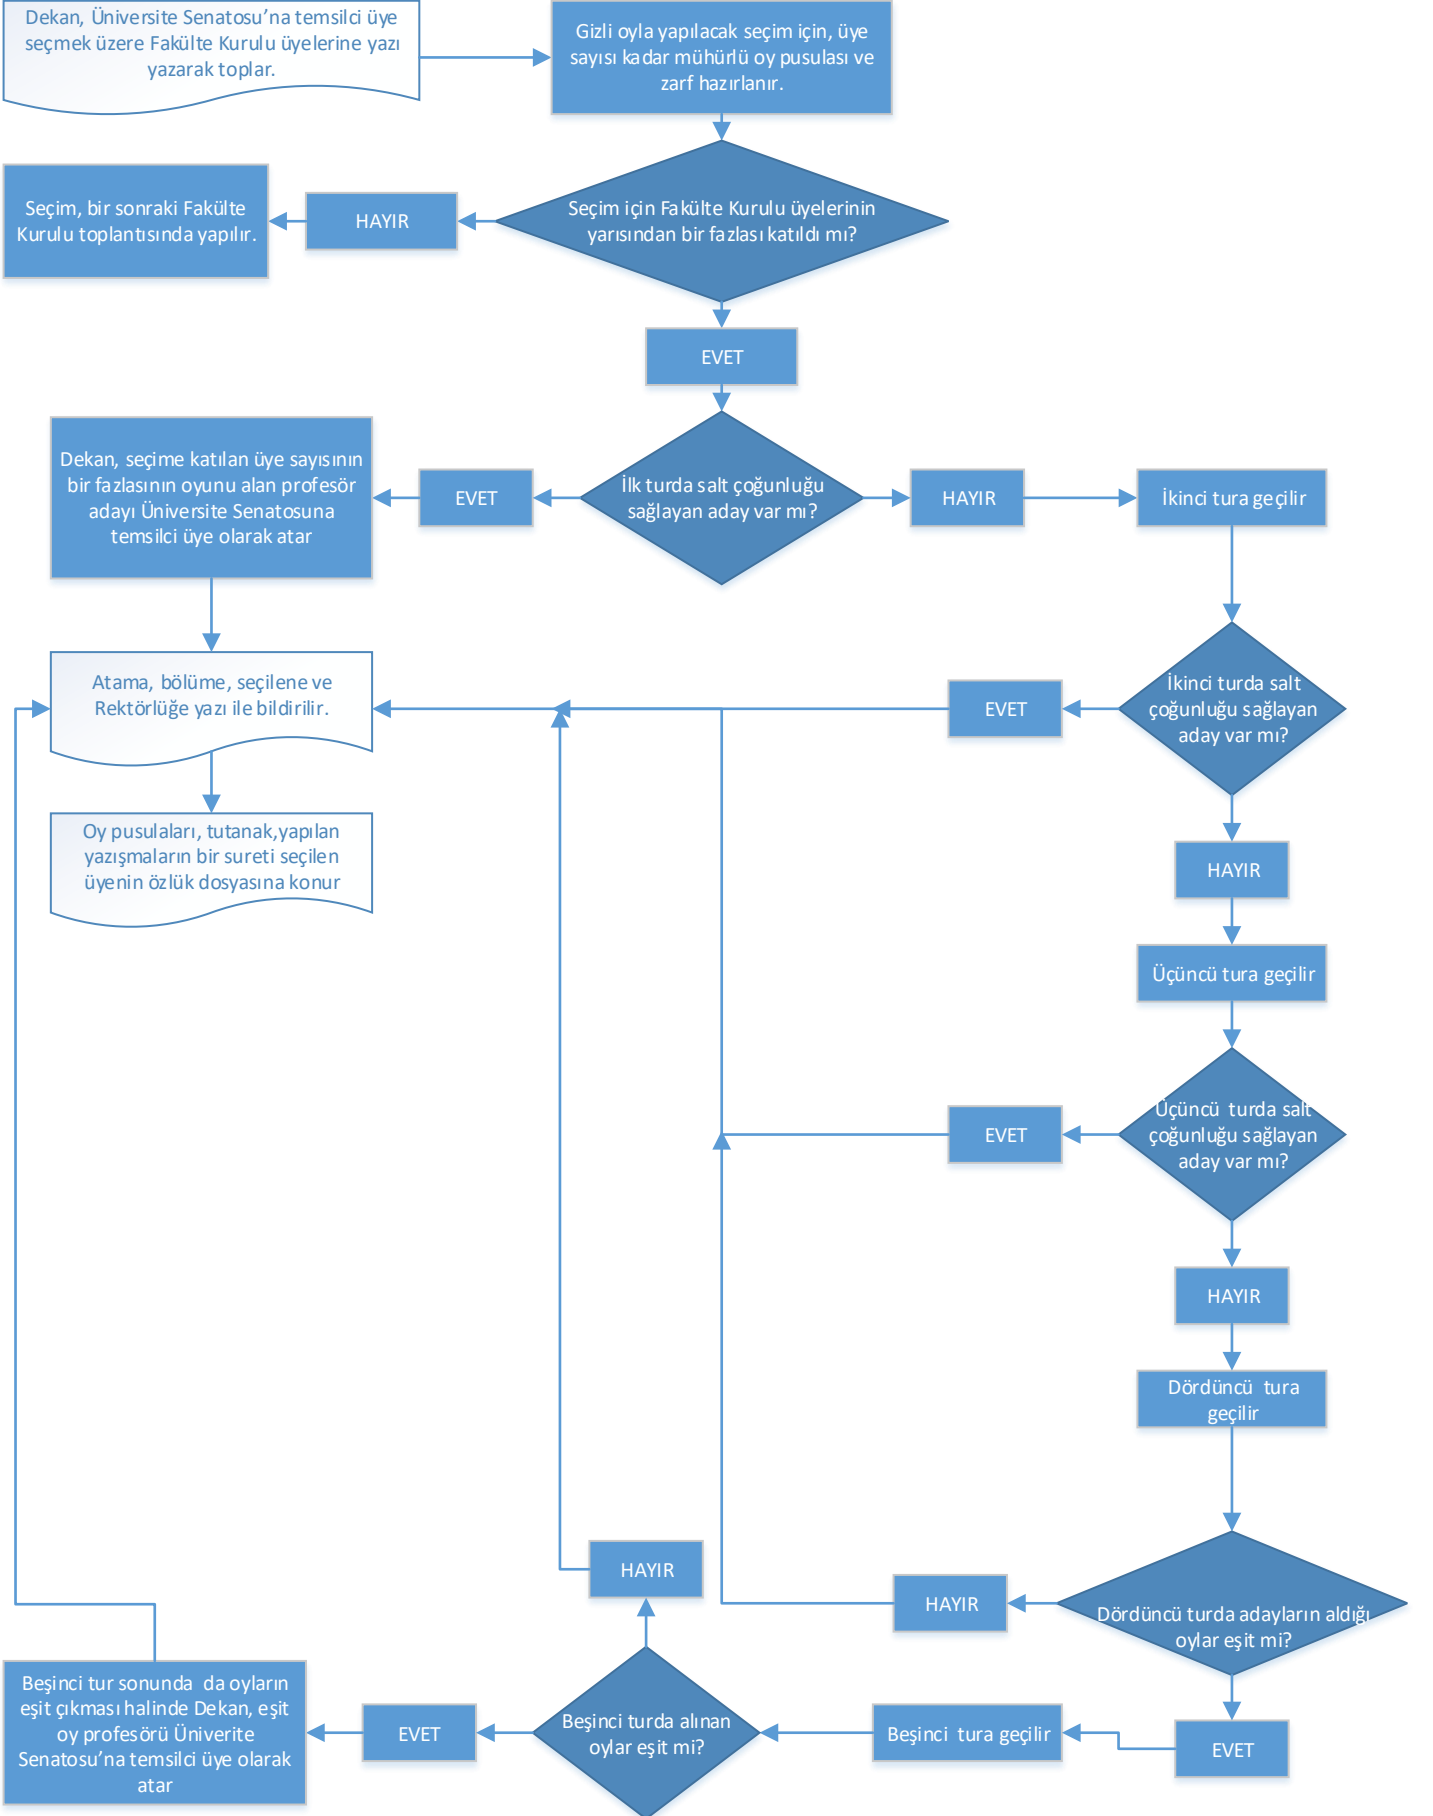 Dekan, Üniversite Senatosu’na temsilci üye
seçmek üzere Fakülte Kurulu üyelerine yazı
yazarak toplar.
Gizli oyla yapılacak seçim için, üye
sayısı kadar mühürlü oy pusulası ve
zarf hazırlanır.
Seçim, bir sonraki Fakülte
Kurulu toplantısında yapılır.
HAYIR
Seçim için Fakülte Kurulu üyelerinin
yarısından bir fazlası katıldı mı?
EVET
Dekan, seçime katılan üye sayısının
bir fazlasının oyunu alan profesör
adayı Üniversite Senatosuna
temsilci üye olarak atar
EVET
İlk turda salt çoğunluğu
sağlayan aday var mı?
HAYIR
İkinci tura geçilir
Atama, bölüme, seçilene ve
Rektörlüğe yazı ile bildirilir.
EVET
İkinci turda salt
çoğunluğu sağlayan
aday var mı?
Oy pusulaları, tutanak,yapılan
yazışmaların bir sureti seçilen
üyenin özlük dosyasına konur
HAYIR
Üçüncü tura geçilir
EVET
Üçüncü turda salt
çoğunluğu sağlayan
aday var mı?
HAYIR
Dördüncü tura
geçilir
HAYIR
HAYIR
Dördüncü turda adayların aldığı
oylar eşit mi?
Beşinci tur sonunda da oyların
eşit çıkması halinde Dekan, eşit
oy profesörü Üniverite
Senatosu’na temsilci üye olarak
atar
EVET
Beşinci turda alınan
oylar eşit mi?
Beşinci tura geçilir
EVET